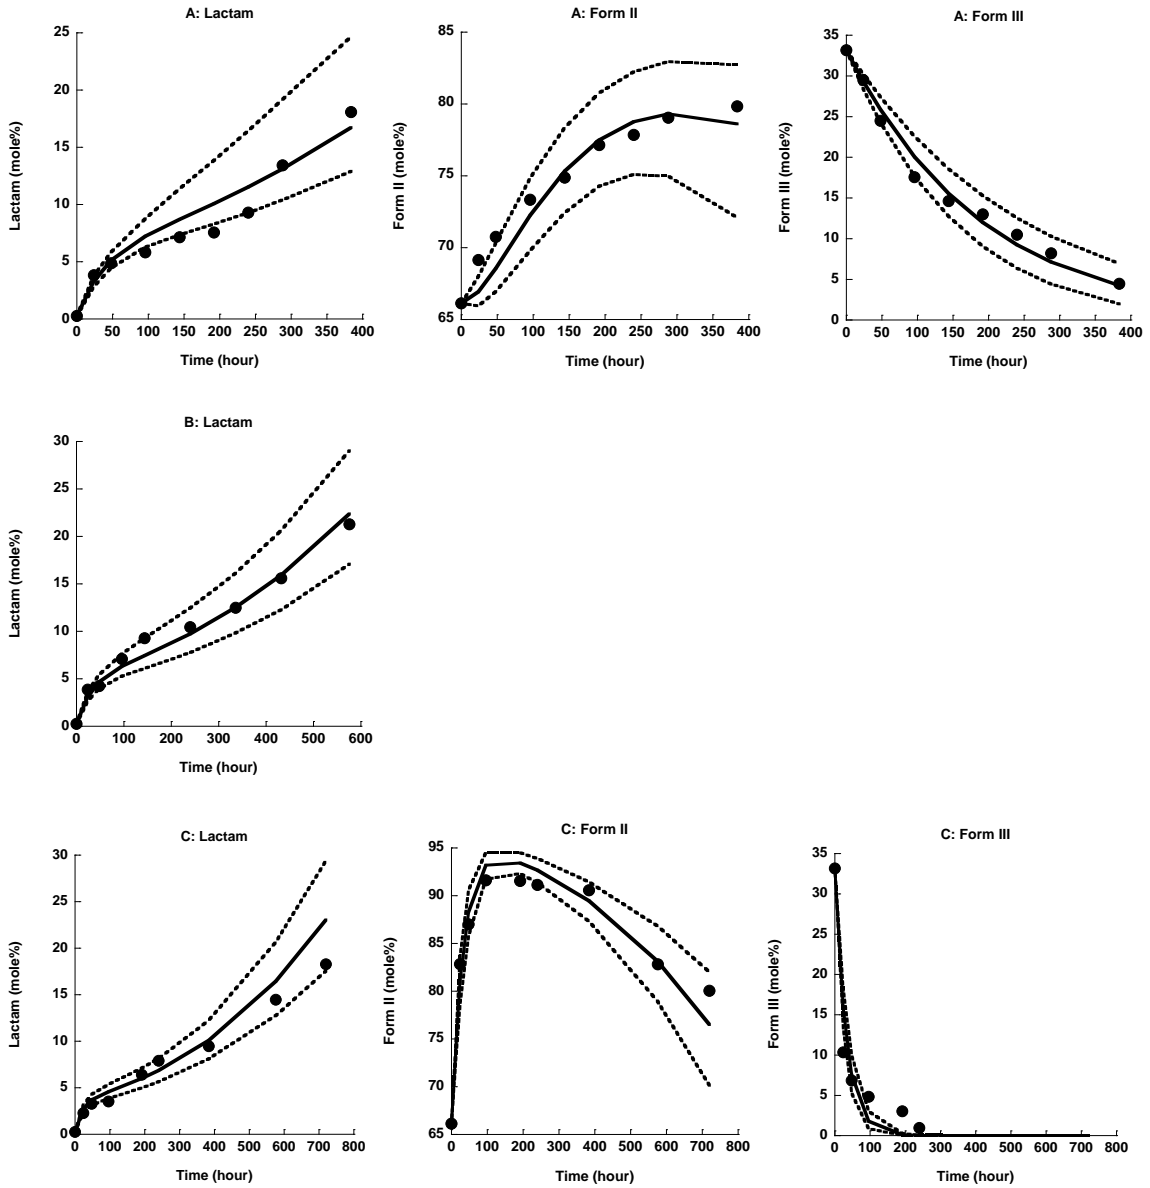 A: Lactam
25
20
15
10
5
0
0 50 100 150 200 250 300 350 400
Lactam (mole%)
Time (hour)
A: Form II
85
80
75
70
65
0 50 100 150 200 250 300 350 400
Form II (mole%)
Time (hour)
A: Form III
35
30
25
20
15
10
5
0
0 50 100 150 200 250 300 350 400
Form III (mole%)
Time (hour)
B: Lactam
30
25
20
15
10
5
0
0 100 200 300 400 500 600
Lactam (mole%)
Time (hour)
C: Lactam
30
25
20
15
10
5
0
0 100 200 300 400 500 600 700 800
Lactam (mole%)
Time (hour)
C: Form II
95
90
85
80
75
70
65
0 100 200 300 400 500 600 700 800
Form II (mole%)
Time (hour)
C: Form III
35
30
25
20
15
10
5
0
0 100 200 300 400 500 600 700 800
Form III (mole%)
Time (hour)